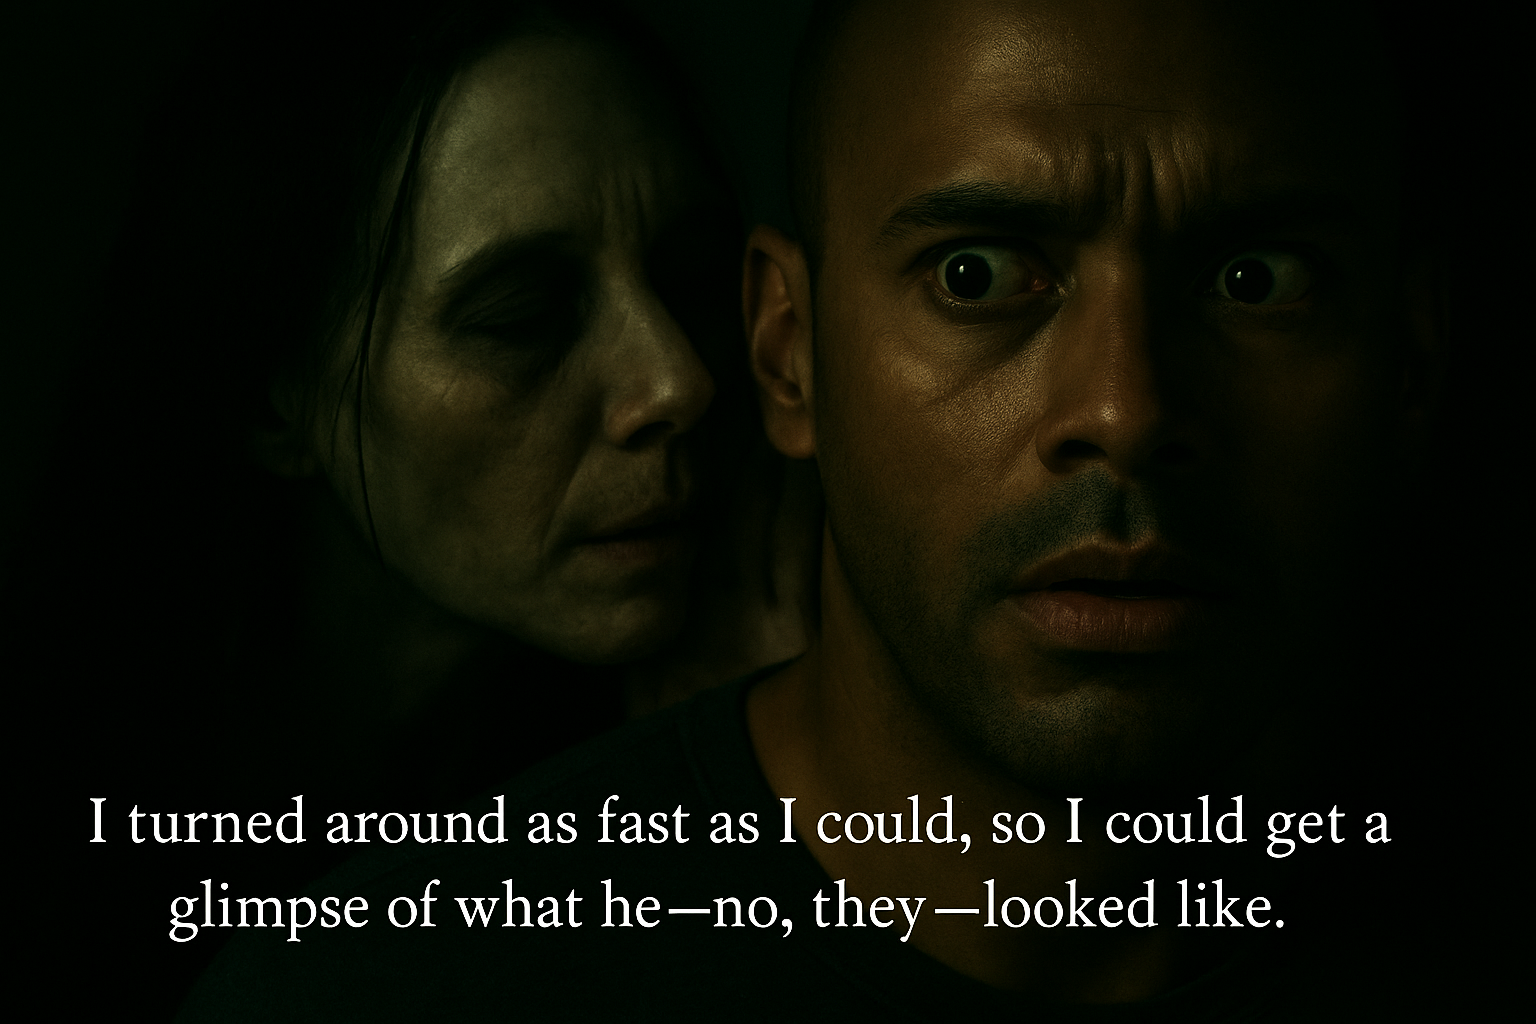 I turned around as fast as I could, so I could get a
glimpse of what he—no, they—looked like.